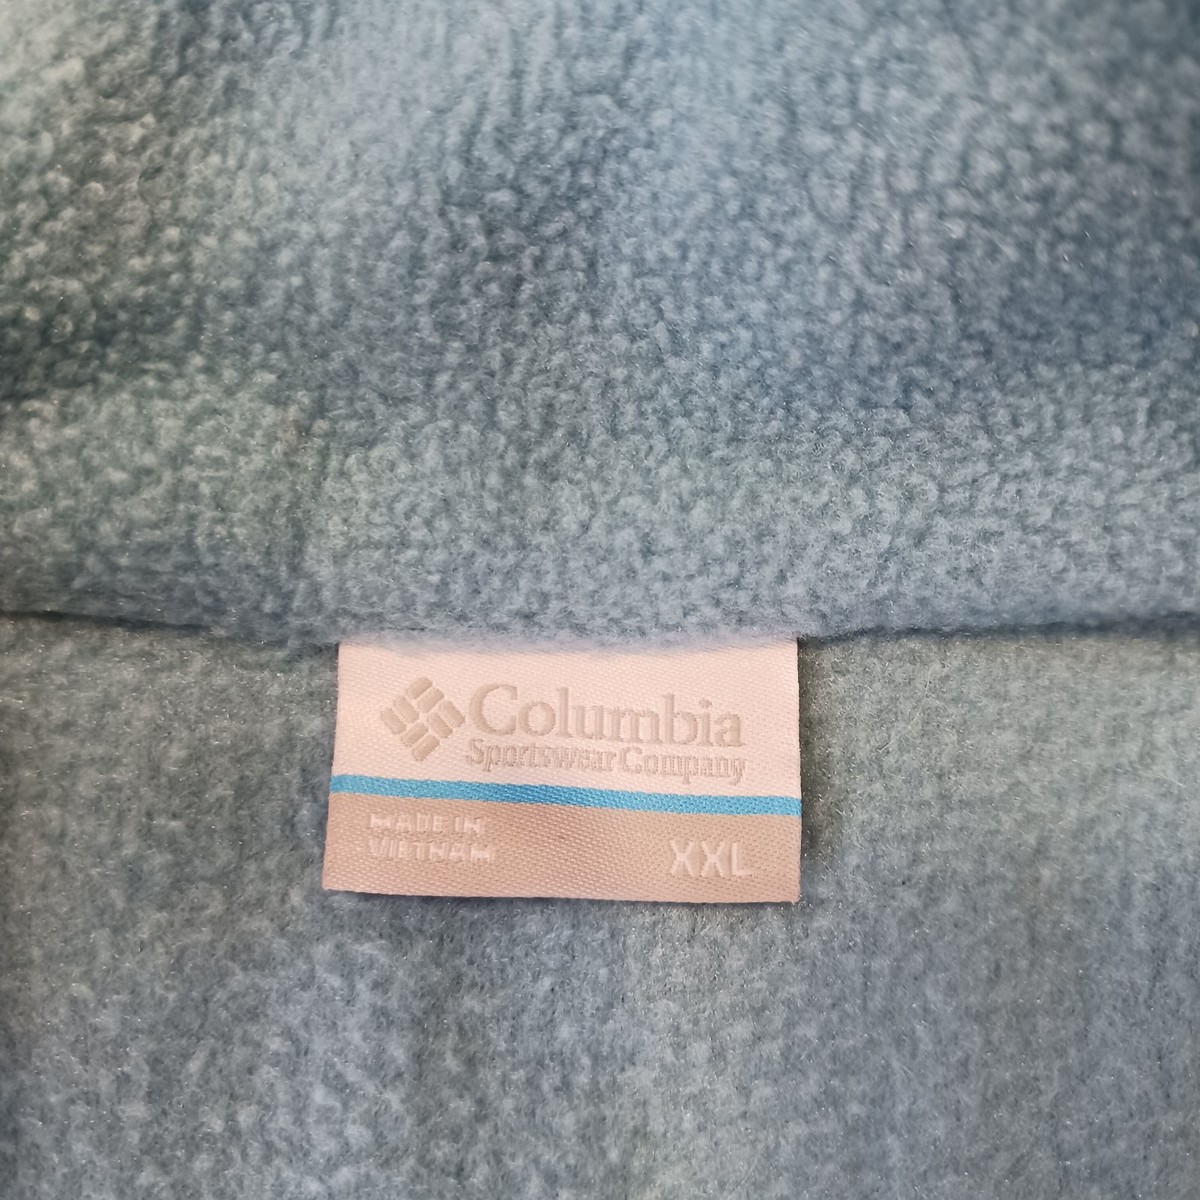 Columbia
Sportswear Company
MADE IN
VIETNAM
XXL